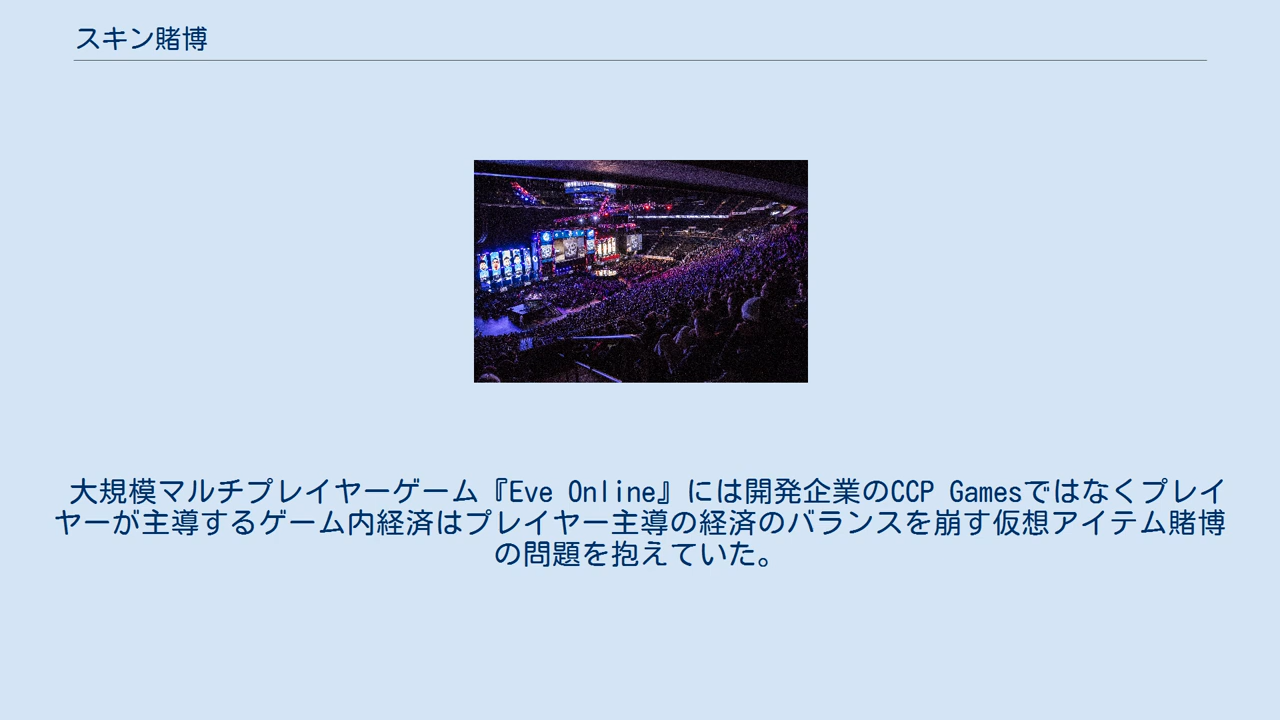 スキン賭博
大規模マルチプレイヤーゲーム『Eve Online』には開発企業のCCP Gamesではなくプレイ
ヤーが主導するゲーム内経済はプレイヤー主導の経済のバランスを崩す仮想アイテム賭博
の問題を抱えていた。